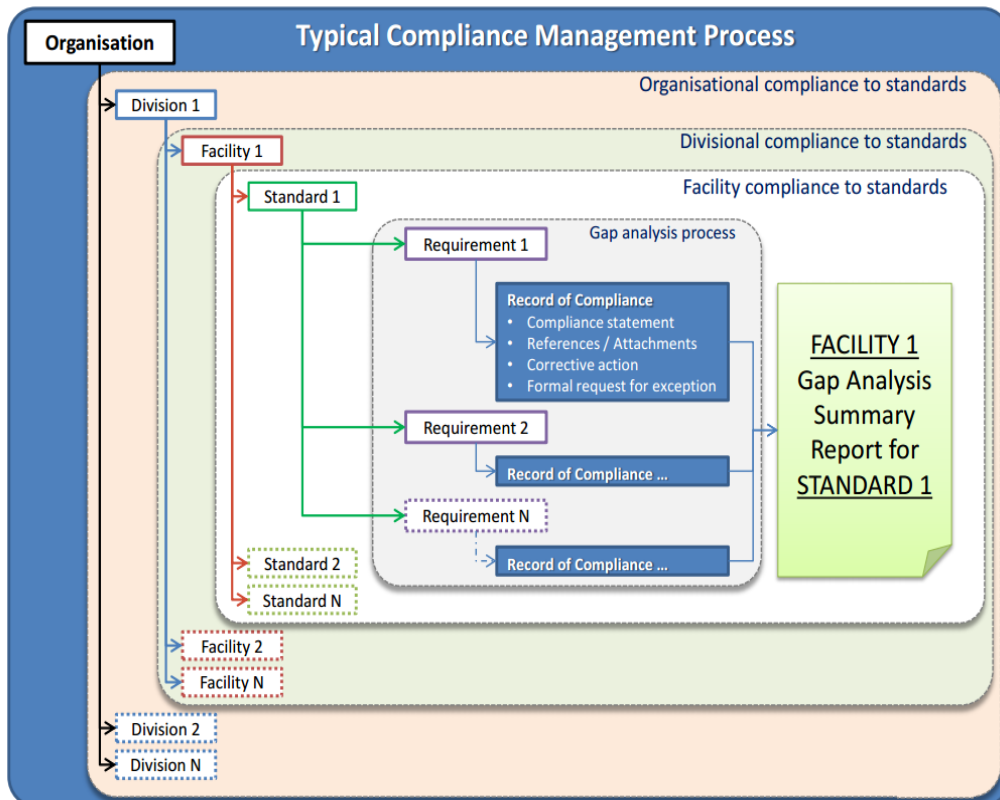 Organisation
Typical Compliance Management Process
Organisational compliance to standards
Division 1
Divisional compliance to standards
Facility 1
Facility compliance to standards
Standard 1
Gap analysis process
Requirement 1
Record of Compliance
• Compliance statement
• References / Attachments
• Corrective action
• Formal request for exception
FACILITY 1
Gap Analysis
Summary
Report for
STANDARD 1
Requirement 2
Record of Compliance ...
Requirement N
Record of Compliance ...
Standard 2
Standard N
Facility 2
Facility N
Division 2
Division N